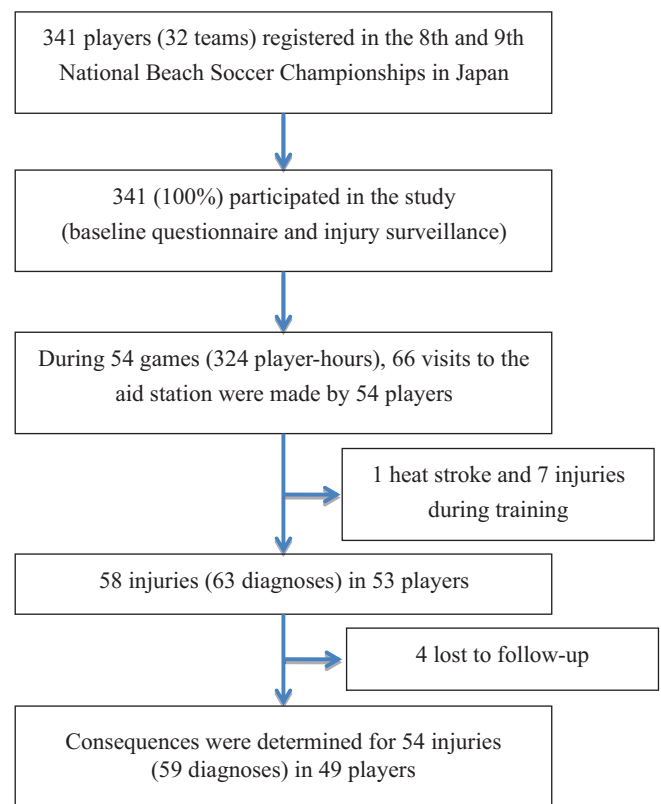 341 players (32 teams) registered in the 8th and 9th
National Beach Soccer Championships in Japan
341 (100%) participated in the study
(baseline questionnaire and injury surveillance)
During 54 games (324 player-hours), 66 visits to the
aid station were made by 54 players
1 heat stroke and 7 injuries
during training
58 injuries (63 diagnoses) in 53 players
4 lost to follow-up
Consequences were determined for 54 injuries
(59 diagnoses) in 49 players